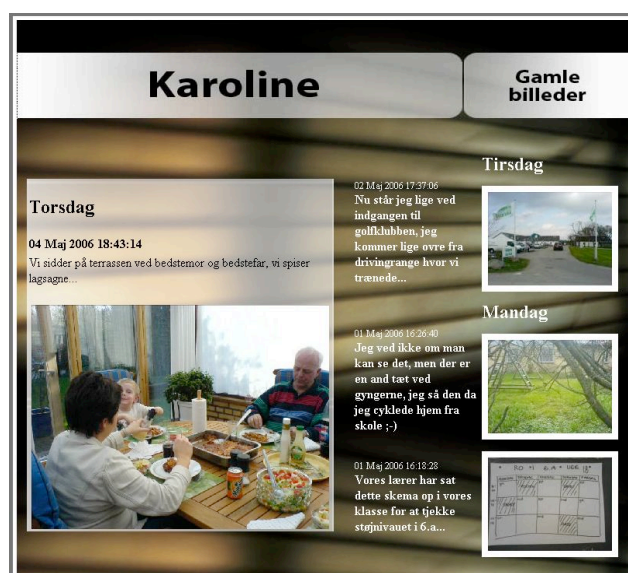 Karoline
Gamle
billeder
Torsdag
04 Maj 2006 18:43:14
Vi sidder på terrassen ved bedstemor og bedstefar, vi spiser
lagsagne...
Tirsdag
02 Maj 2006 17:37:06
Nu står jeg lige ved
indgangen til
golfklubben, jeg
kommer lige ovre fra
drivingrange hvor vi
trænede...
Mandag
01 Maj 2006 16:26:40
Jeg ved ikke om man
kan se det, men der er
en and tæt ved
gyngerne, jeg så den da
jeg cyklede hjem fra
skole ;-)
01 Maj 2006 16:18:28
Vores lærer har sat
dette skema op i vores
klasse for at tjekke
støjnivauet i 6.a...